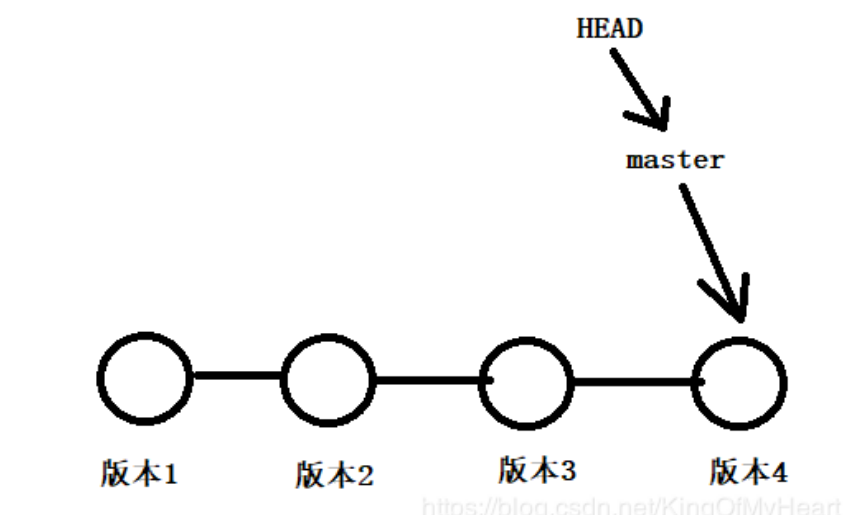 HEAD
master
版本1
版本2
版本3
版本4
https://blog.csdn.net/KingOfMyHeart